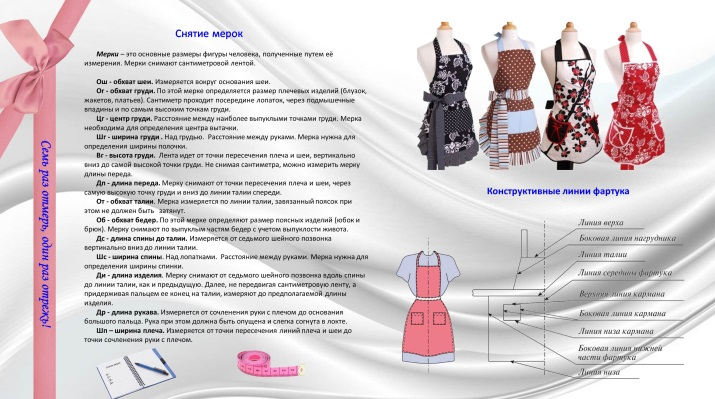 Снятие мерок
Мерки – это основные размеры фигуры человека, полученные путем её
измерения. Мерки снимают сантиметровой лентой.
Ош - обхват шеи. Измеряется вокруг основания шеи.
Ог - обхват груди. По этой мерке определяется размер плечевых изделий (блузок,
жакетов, платьев). Сантиметр проходит посередине лопаток, через подмышечные
впадины и по самым высоким точкам груди.
Цг - центр груди. Расстояние между наиболее выпуклыми точками груди. Мерка
необходима для определения центра вытачки.
Шг - ширина груди . Над грудью.  Расстояние между руками. Мерка нужна для
определения ширины полочки.
Вг - высота груди.  Лента идет от точки пересечения плеча и шеи, вертикально
вниз до самой высокой точки груди. Не снимая сантиметра, можно измерить мерку
длины переда.
Дп - длина переда. Мерку снимают от точки пересечения  плеча и шеи, через
самую высокую точку груди и вниз до линии талии спереди.
От - обхват талии. Мерка измеряется по линии талии, завязанный поясок при
этом не должен быть  затянут.
Об - обхват бедер. По этой мерке определяют размер поясных изделий (юбок и
брюк). Мерку снимают по выпуклым частям бедер с учетом выпуклости живота.
Дс - длина спины до талии. Измеряется от седьмого шейного позвонка
вертикально вниз до линии талии.
Шс - ширина спины. Над лопатками.  Расстояние между руками. Мерка нужна для
определения ширины спинки.
Ди - длина изделия. Мерку снимают от седьмого шейного позвонка вдоль спины
до линии талии, как и предыдущую. Далее, не передвигая сантиметровую ленту, а
придерживая пальцем ее конец на талии, измеряют до предполагаемой длины
изделия.
Др - длина рукава. Измеряется от сочленения руки с плечом до основания
большого пальца. Рука при этом должна быть опущена и слегка согнута в локте.
Шп – ширина плеча. Измеряется от точки пересечения линий плеча и шеи до
точки сочленения руки с плечом.
Семь раз отмерь, один раз отрежь!
Конструктивные линии фартука
Линия верха
Боковая линия нагрудника
Линия талии
Линия середины фартука
Верхняя линия кармана
Боковая линия кармана
Линия низа кармана
Боковая линия нижней
части фартука
Линия низа